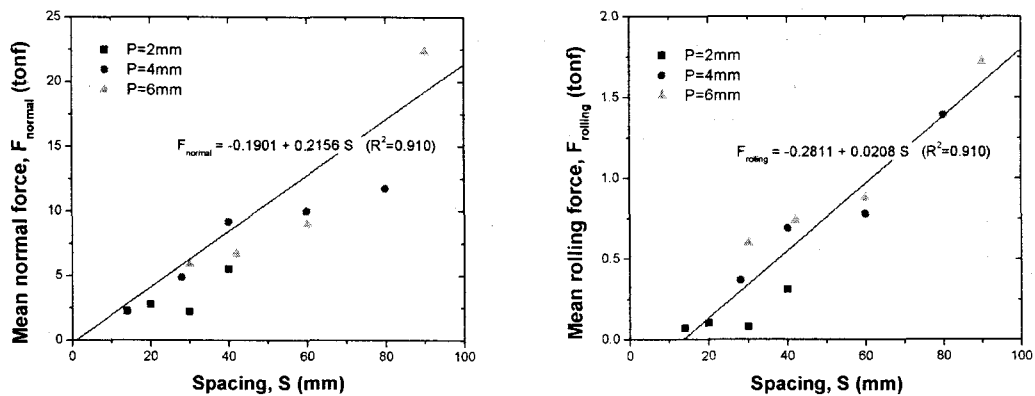 25
20
15
10
5
0
Mean normal force, F_normal (tonf)
P=2mm
P=4mm
P=6mm
F_normal = -0.1901 + 0.2156 S (R²=0.910)
0 20 40 60 80 100
Spacing, S (mm)
2.0
1.5
1.0
0.5
0.0
Mean rolling force, F_rolling (tonf)
P=2mm
P=4mm
P=6mm
F_rolling = -0.2811 + 0.0208 S (R²=0.910)
0 20 40 60 80 100
Spacing, S (mm)